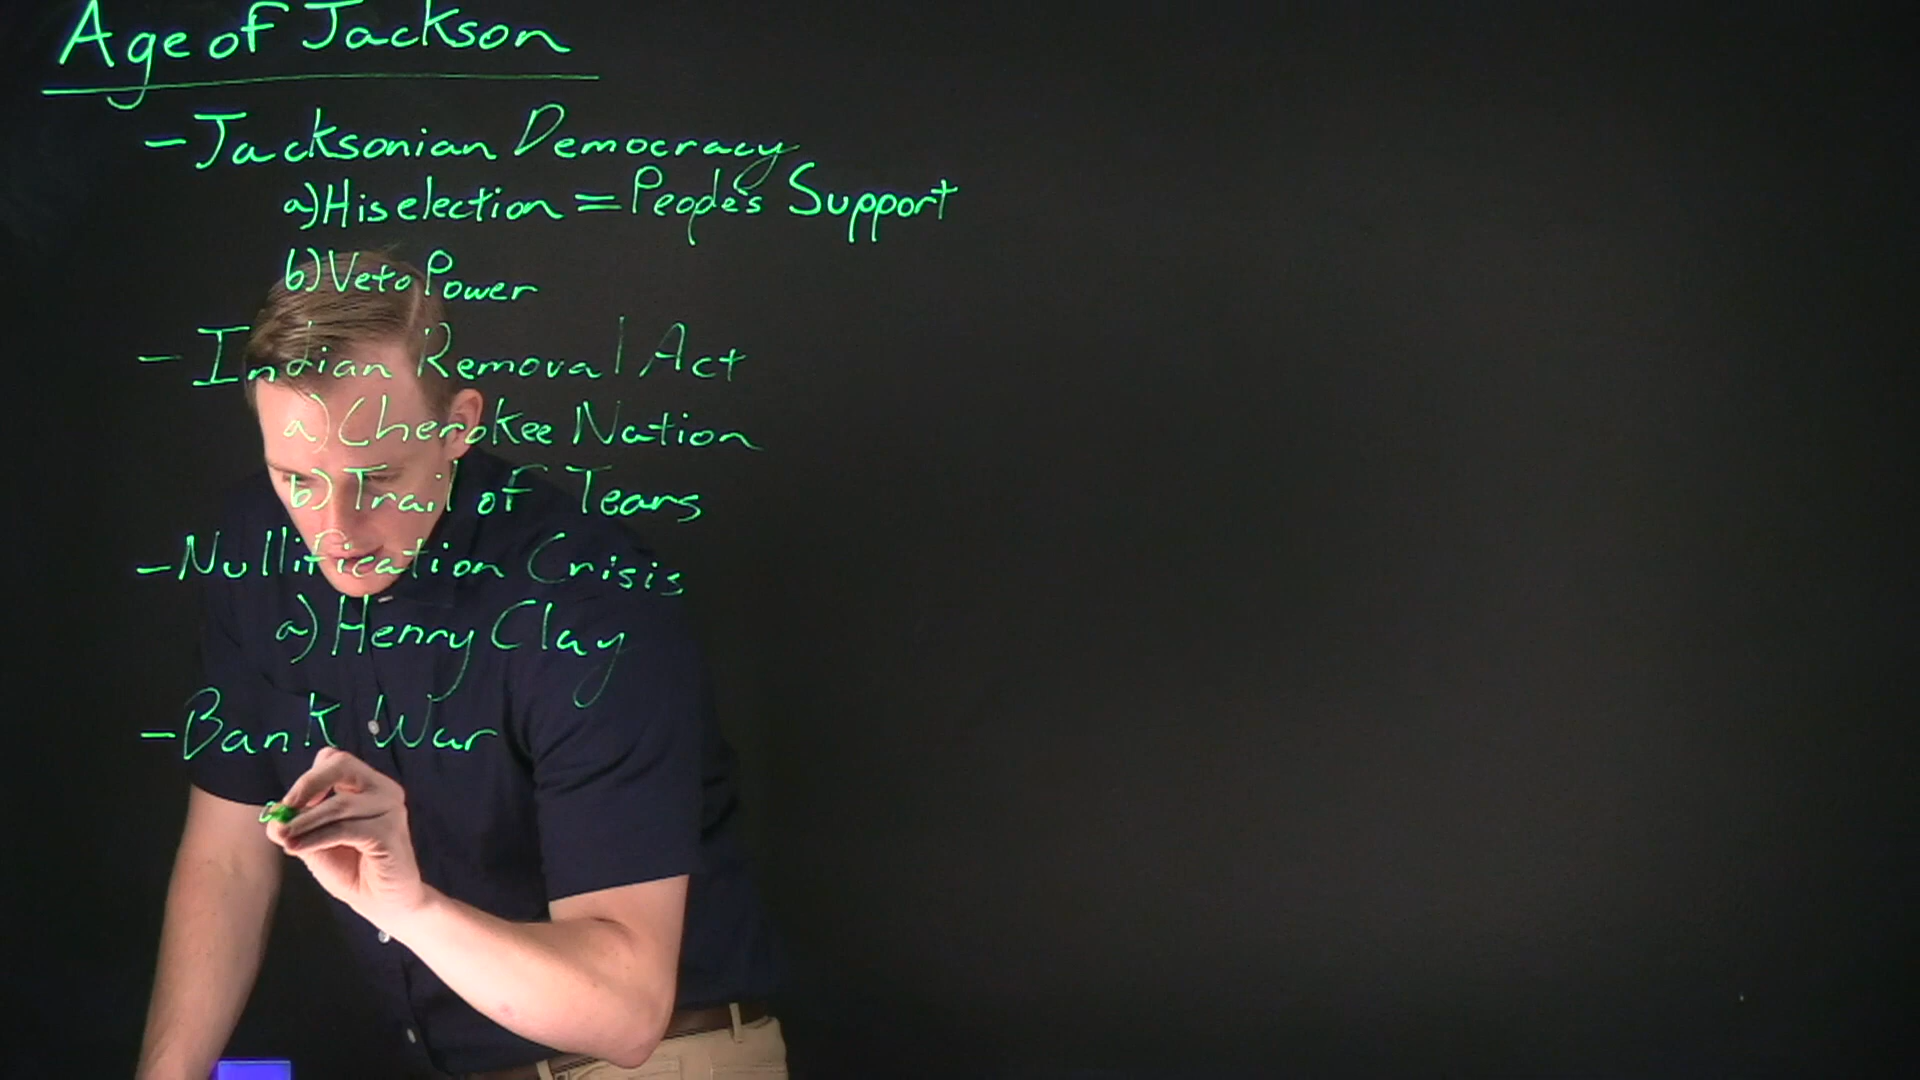 Age of Jackson
- Jacksonian Democracy
a) His election = People's Support
b) Veto Power
- Indian Removal Act
a) Cherokee Nation
b) Trail of Tears
- Nullification Crisis
a) Henry Clay
- Bank War
a